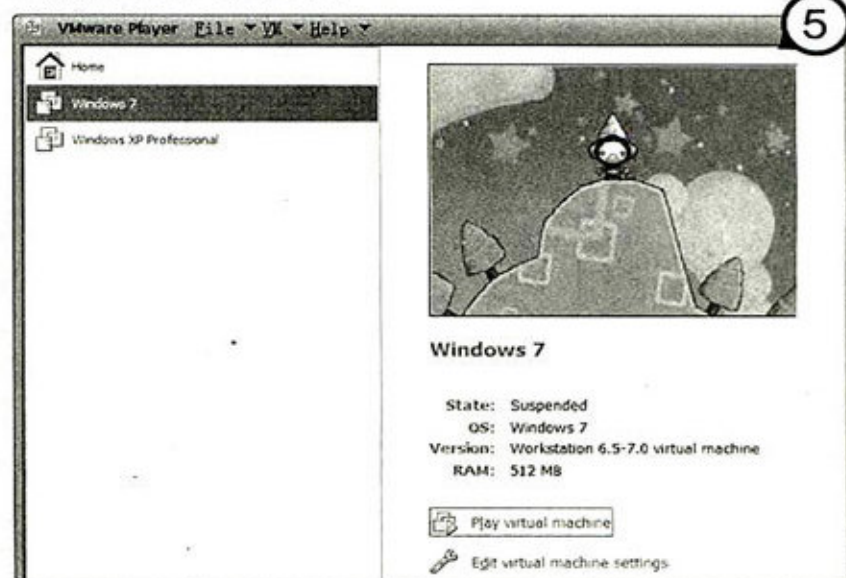 5
VMware Player File VM Help
Home
Windows 7
Windows XP Professional
Windows 7
State: Suspended
OS: Windows 7
Version: Workstation 6.5-7.0 virtual machine
RAM: 512 MB
Play virtual machine
Edit virtual machine settings